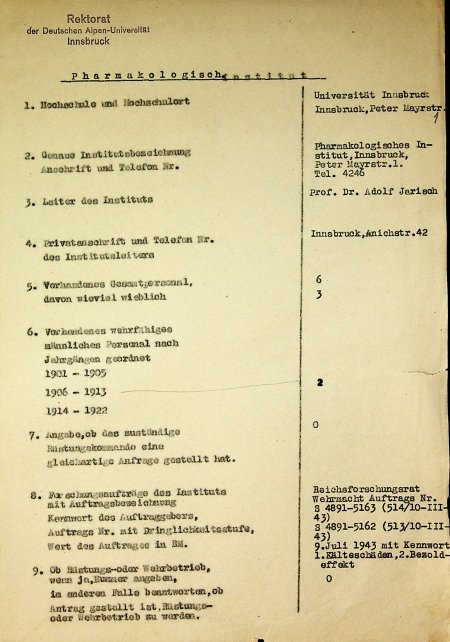 Rektorat
der Deutschen Alpen-Universität
Innsbruck
Pharmakologisches Institut
1. Hochschule und Hochschulort
Universität Innsbruck
Innsbruck, Peter Mayrstr.
1
2. Genaue Institutsbezeichnung
Anschrift und Telefon Nr.
Pharmakologisches In-
stitut, Innsbruck,
Peter Mayrstr.1.
Tel. 4246
3. Leiter des Instituts
Prof. Dr. Adolf Jarisch
4. Privatanschrift und Telefon Nr.
des Institutsleiters
Innsbruck, Anichstr.42
5. Vorhandenes Gesamtpersonal,
davon wieviel wieblich
6
3
6. Vorhandenes wehrfähiges
männliches Personal nach
Jahrgängen geordnet
1901 - 1905
1906 - 1913
2
1914 - 1922
7. Angabe, ob das zuständige
Rüstungskommando eine
gleichartige Anfrage gestellt hat.
0
8. Forschungsaufträge des Instituts
mit Auftragsbezeichnung
Kennwort des Auftraggebers,
Auftrags Nr. mit Dringlichkeitsstufe,
Wert des Auftrages in RM.
Reichsforschungsrat
Wehrmacht Auftrags Nr.
S 4891-5163 (514/10-III-
43)
S 4891-5162 (513/10-III-
43)
9.Juli 1943 mit Kennwort
1.Kälteschäden, 2.Bezold-
effekt
9. Ob Rüstungs-oder Wehrbetrieb,
wenn ja, Nummer angeben,
im anderen Falle beantworten, ob
Antrag gestellt ist, Rüstungs-
oder Wehrbetrieb zu werden.
0